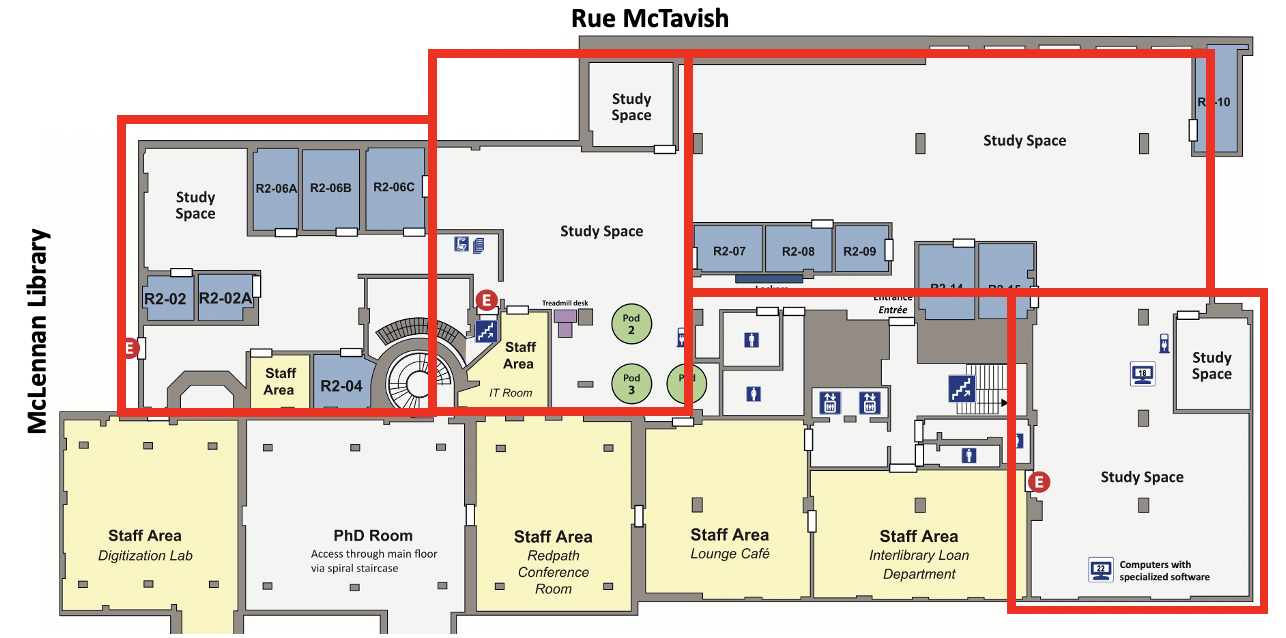 Rue McTavish
McLennan Library
Study
Space
Study Space
R2-10
Study
Space
R2-06A
R2-06B
R2-06C
Study Space
R2-07
R2-08
R2-09
R2-02
R2-02A
E
Treadmill desk
Lockers
R2-14
R2-15
Entrance
Entrée
Pod
2
E
Staff
Area
IT Room
Staff
Area
R2-04
Pod
3
Pod
18
Study
Space
Study Space
E
Staff Area
Digitization Lab
PhD Room
Access through main floor
via spiral staircase
Staff Area
Redpath
Conference
Room
Staff Area
Lounge Café
Staff Area
Interlibrary Loan
Department
22
Computers with
specialized software